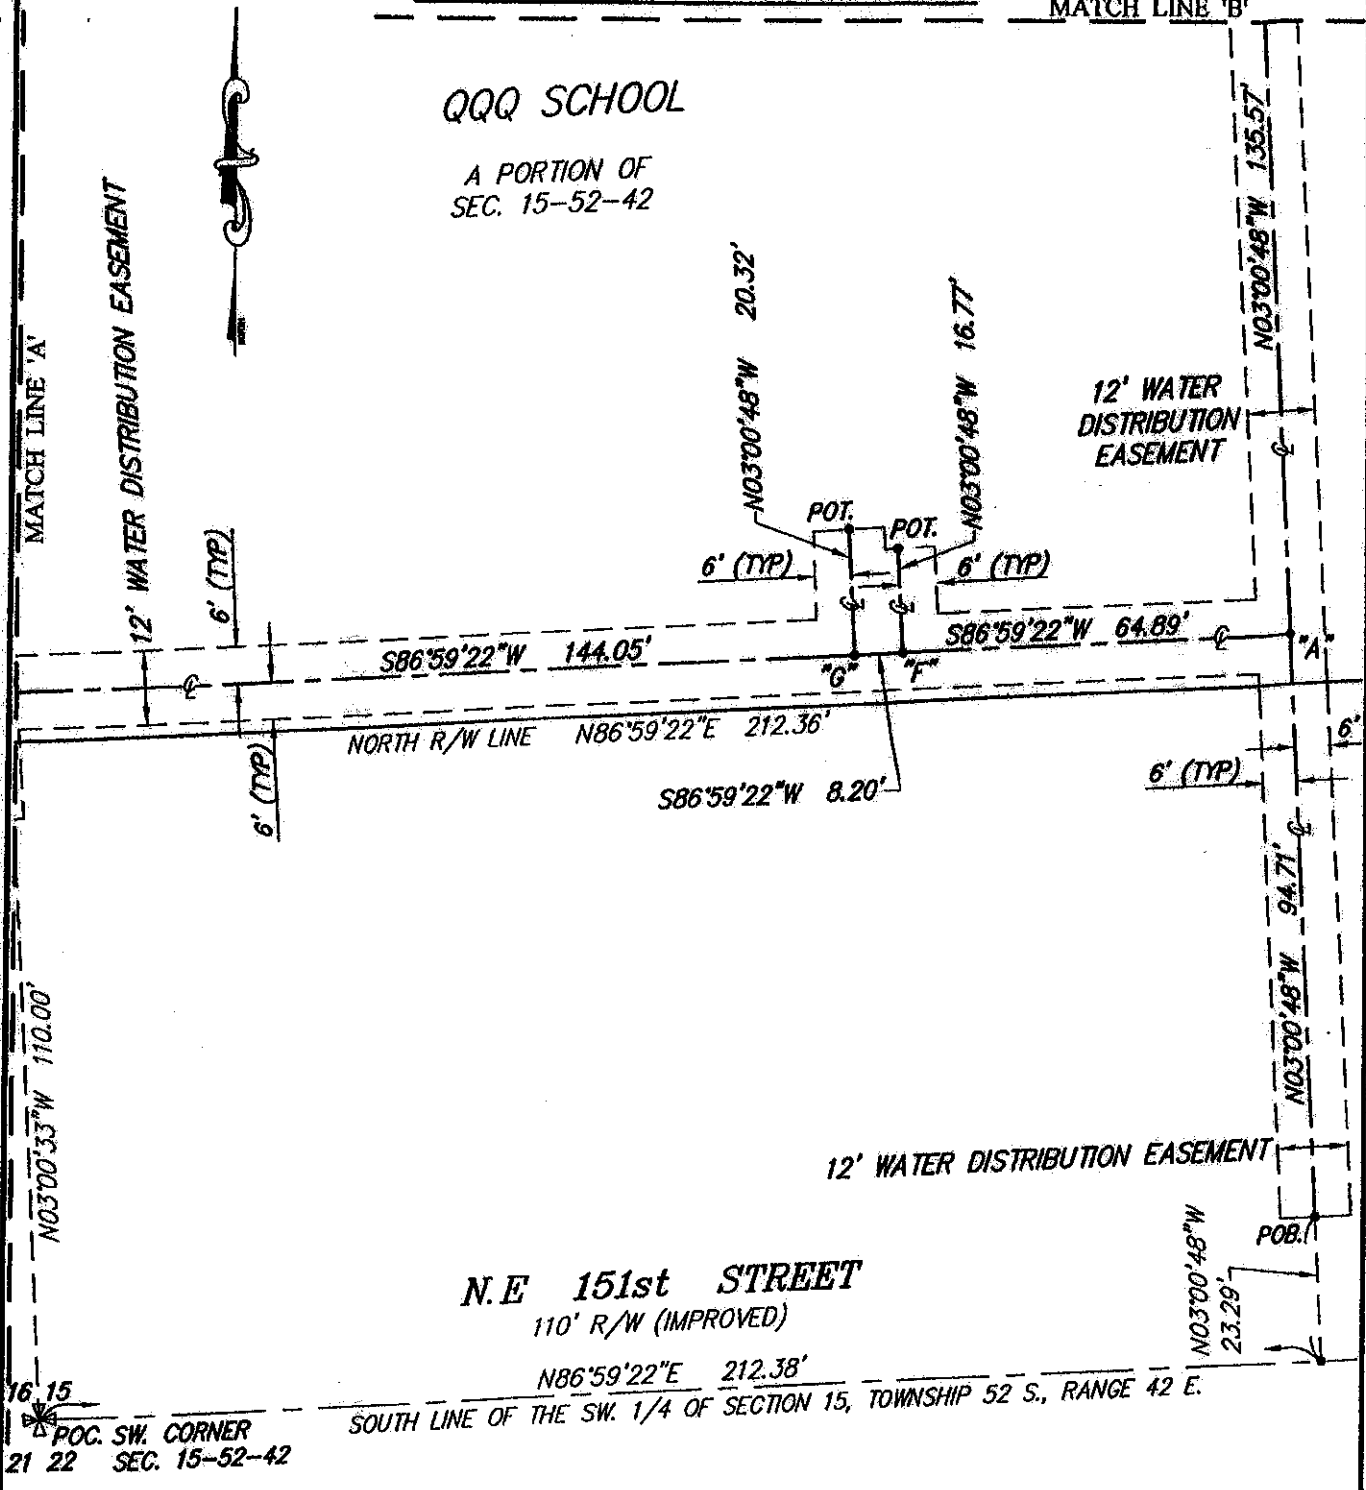 MATCH LINE 'B'
QQQ SCHOOL
A PORTION OF
SEC. 15-52-42
MATCH LINE 'A'
12' WATER DISTRIBUTION EASEMENT
6' (TYP)
N03°00'48"W 20.32'
N03°00'48"W 16.77'
N03°00'48"W 135.57'
12' WATER
DISTRIBUTION
EASEMENT
POT.
POT.
6' (TYP)
6' (TYP)
S86°59'22"W 144.05'
S86°59'22"W 64.89'
"G"
"F"
"A"
NORTH R/W LINE N86°59'22"E 212.36'
6' (TYP)
S86°59'22"W 8.20'
6' (TYP)
6'
N03°00'48"W 94.71'
N03°00'33"W 110.00'
12' WATER DISTRIBUTION EASEMENT
POB.
N03°00'48"W
23.29'
N.E 151st STREET
110' R/W (IMPROVED)
N86°59'22"E 212.38'
SOUTH LINE OF THE SW. 1/4 OF SECTION 15, TOWNSHIP 52 S., RANGE 42 E.
16 15
POC. SW. CORNER
21 22 SEC. 15-52-42